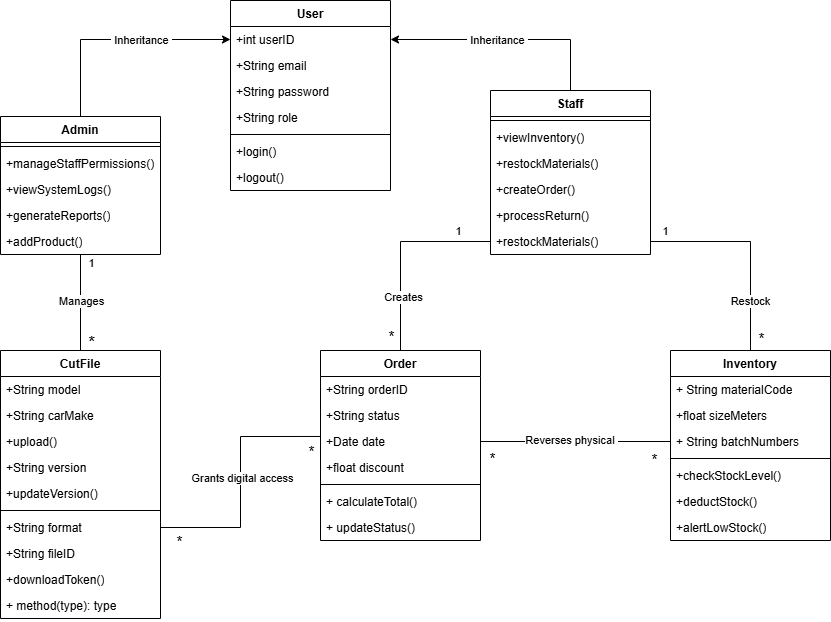 User
+int userID
+String email
+String password
+String role
+login()
+logout()
Inheritance
Inheritance
Admin
+manageStaffPermissions()
+viewSystemLogs()
+generateReports()
+addProduct()
Staff
+viewInventory()
+restockMaterials()
+createOrder()
+processReturn()
+restockMaterials()
1
Manages
*
1
Creates
*
1
Restock
*
CutFile
+String model
+String carMake
+upload()
+String version
+updateVersion()
+String format
+String fileID
+downloadToken()
+ method(type): type
*
Grants digital access
*
Order
+String orderID
+String status
+Date date
+float discount
+ calculateTotal()
+ updateStatus()
*
Reverses physical
*
Inventory
+ String materialCode
+float sizeMeters
+ String batchNumbers
+checkStockLevel()
+deductStock()
+alertLowStock()